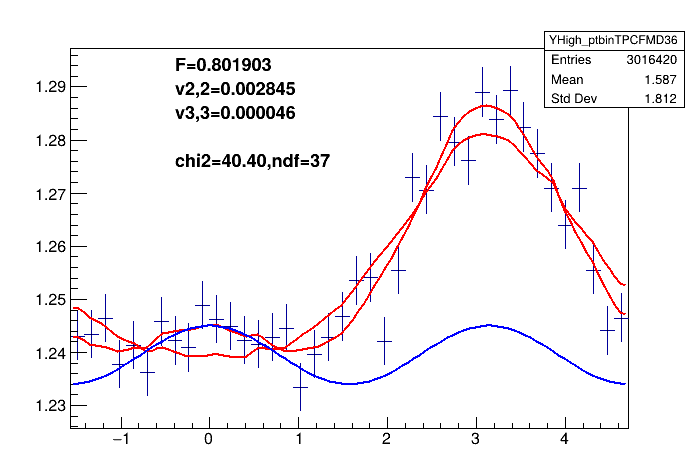 YHigh_ptbinTPCFMD36
Entries 3016420
Mean 1.587
Std Dev 1.812
F=0.801903
v2,2=0.002845
v3,3=0.000046
chi2=40.40,ndf=37
1.29
1.28
1.27
1.26
1.25
1.24
1.23
−1 0 1 2 3 4